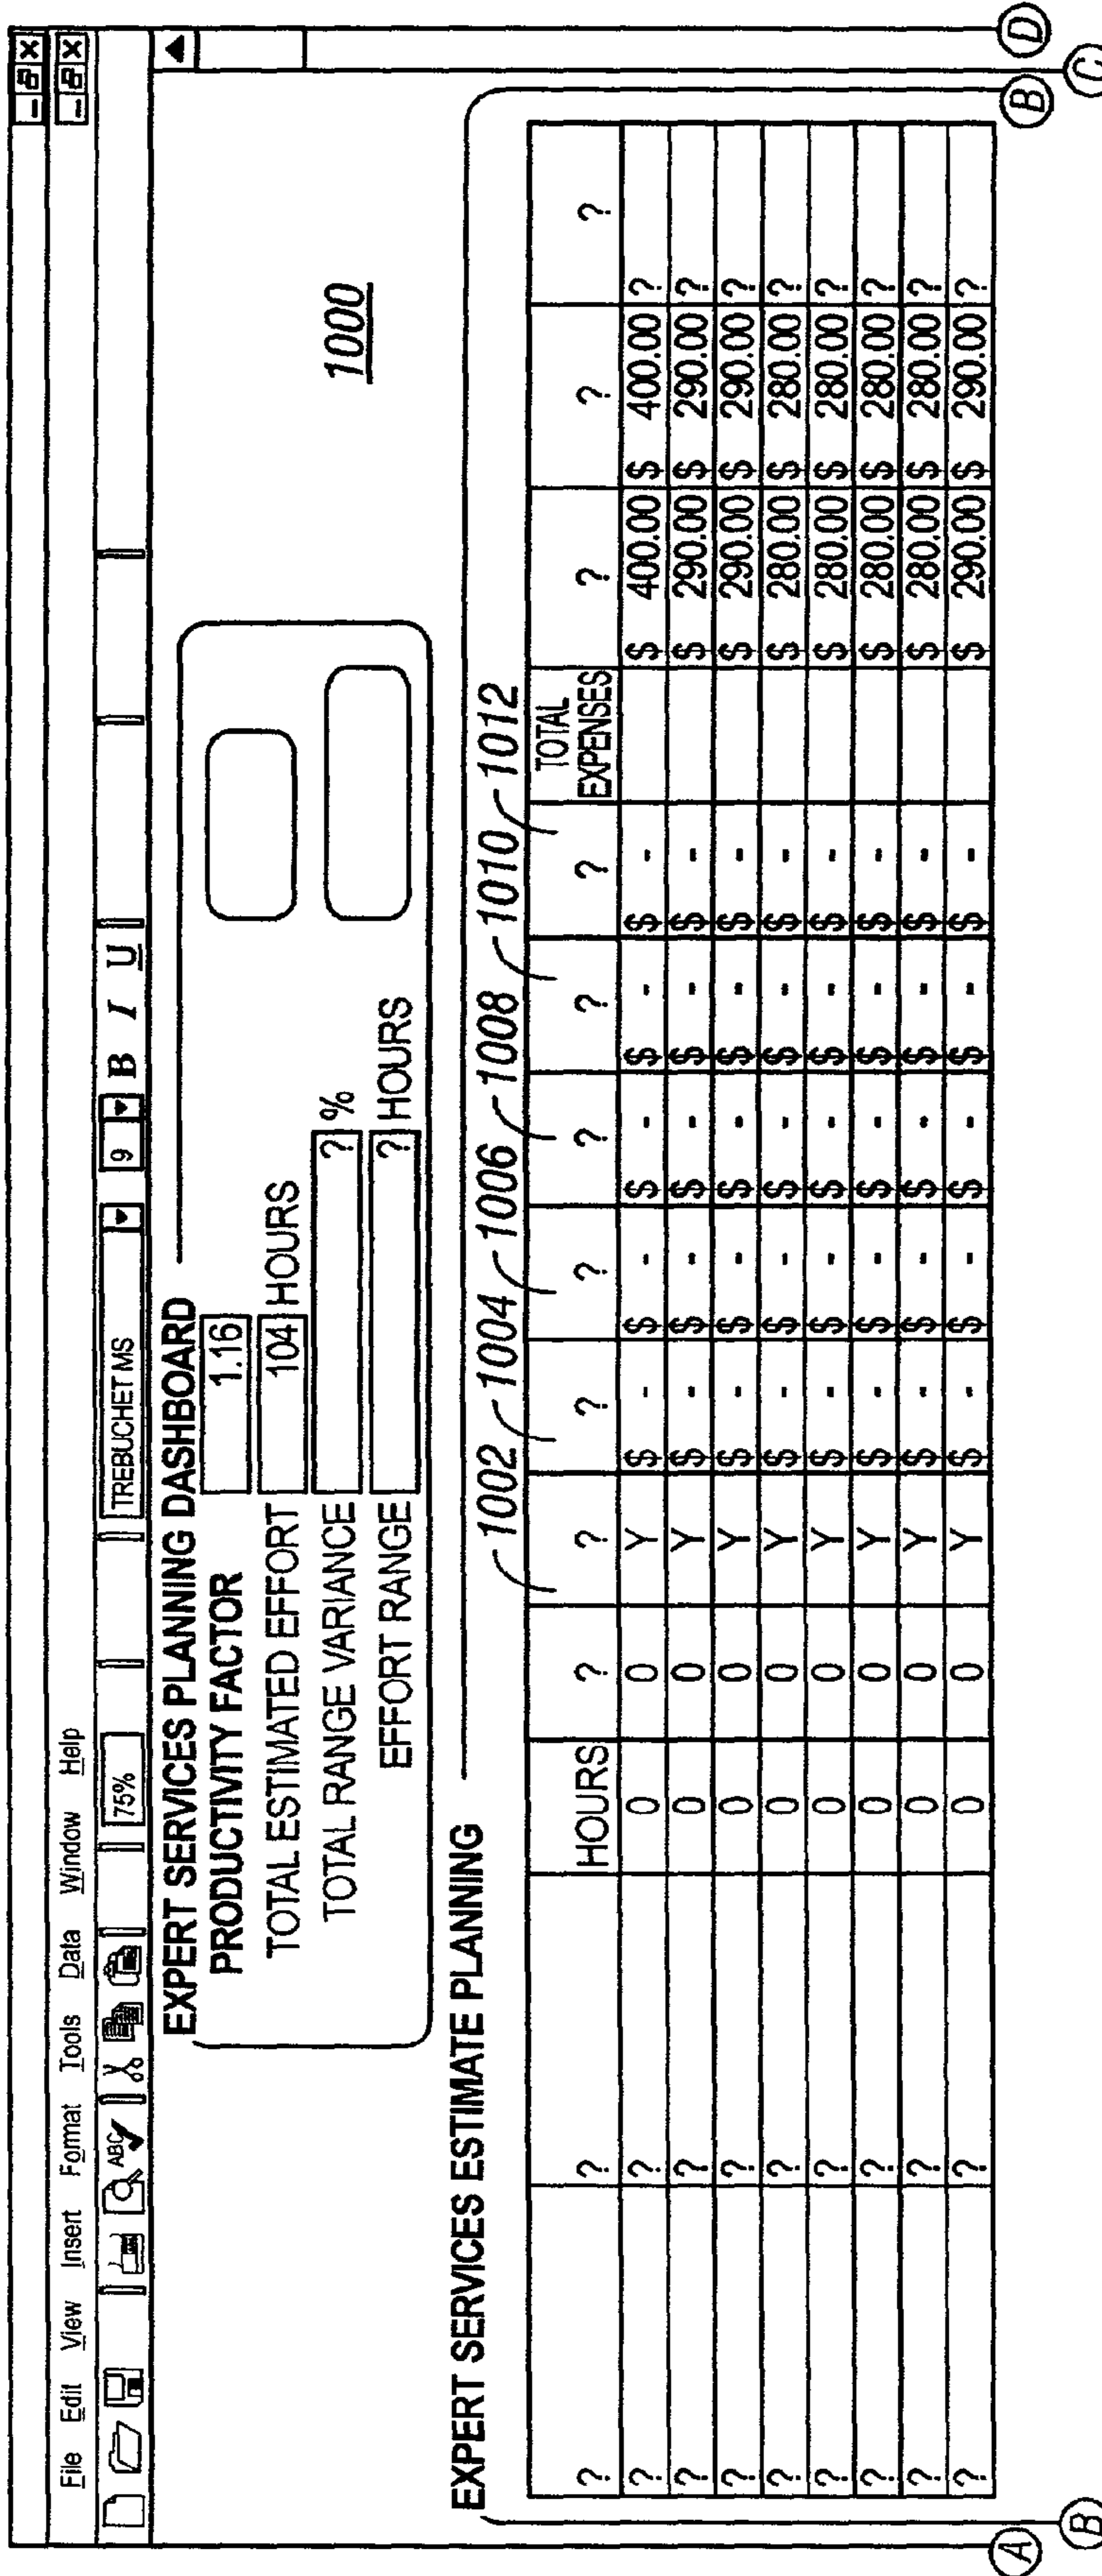 File Edit View Insert Format Tools Data Window Help
ABC 75% TREBUCHET MS 9 B I U
EXPERT SERVICES PLANNING DASHBOARD
PRODUCTIVITY FACTOR 1.16
TOTAL ESTIMATED EFFORT 104 HOURS
TOTAL RANGE VARIANCE ? %
EFFORT RANGE ? HOURS
1000
EXPERT SERVICES ESTIMATE PLANNING
1002 1004 1006 1008 1010 1012
? ? HOURS ? ? ? ? ? ? ? TOTAL EXPENSES ? ? ?
? ? 0 0 Y $ - $ - $ - $ - $ - $ 400.00 $ 400.00 ?
? ? 0 0 Y $ - $ - $ - $ - $ - $ 290.00 $ 290.00 ?
? ? 0 0 Y $ - $ - $ - $ - $ - $ 290.00 $ 290.00 ?
? ? 0 0 Y $ - $ - $ - $ - $ - $ 280.00 $ 280.00 ?
? ? 0 0 Y $ - $ - $ - $ - $ - $ 280.00 $ 280.00 ?
? ? 0 0 Y $ - $ - $ - $ - $ - $ 280.00 $ 280.00 ?
? ? 0 0 Y $ - $ - $ - $ - $ - $ 280.00 $ 280.00 ?
? ? 0 0 Y $ - $ - $ - $ - $ - $ 290.00 $ 290.00 ?
A B B C D